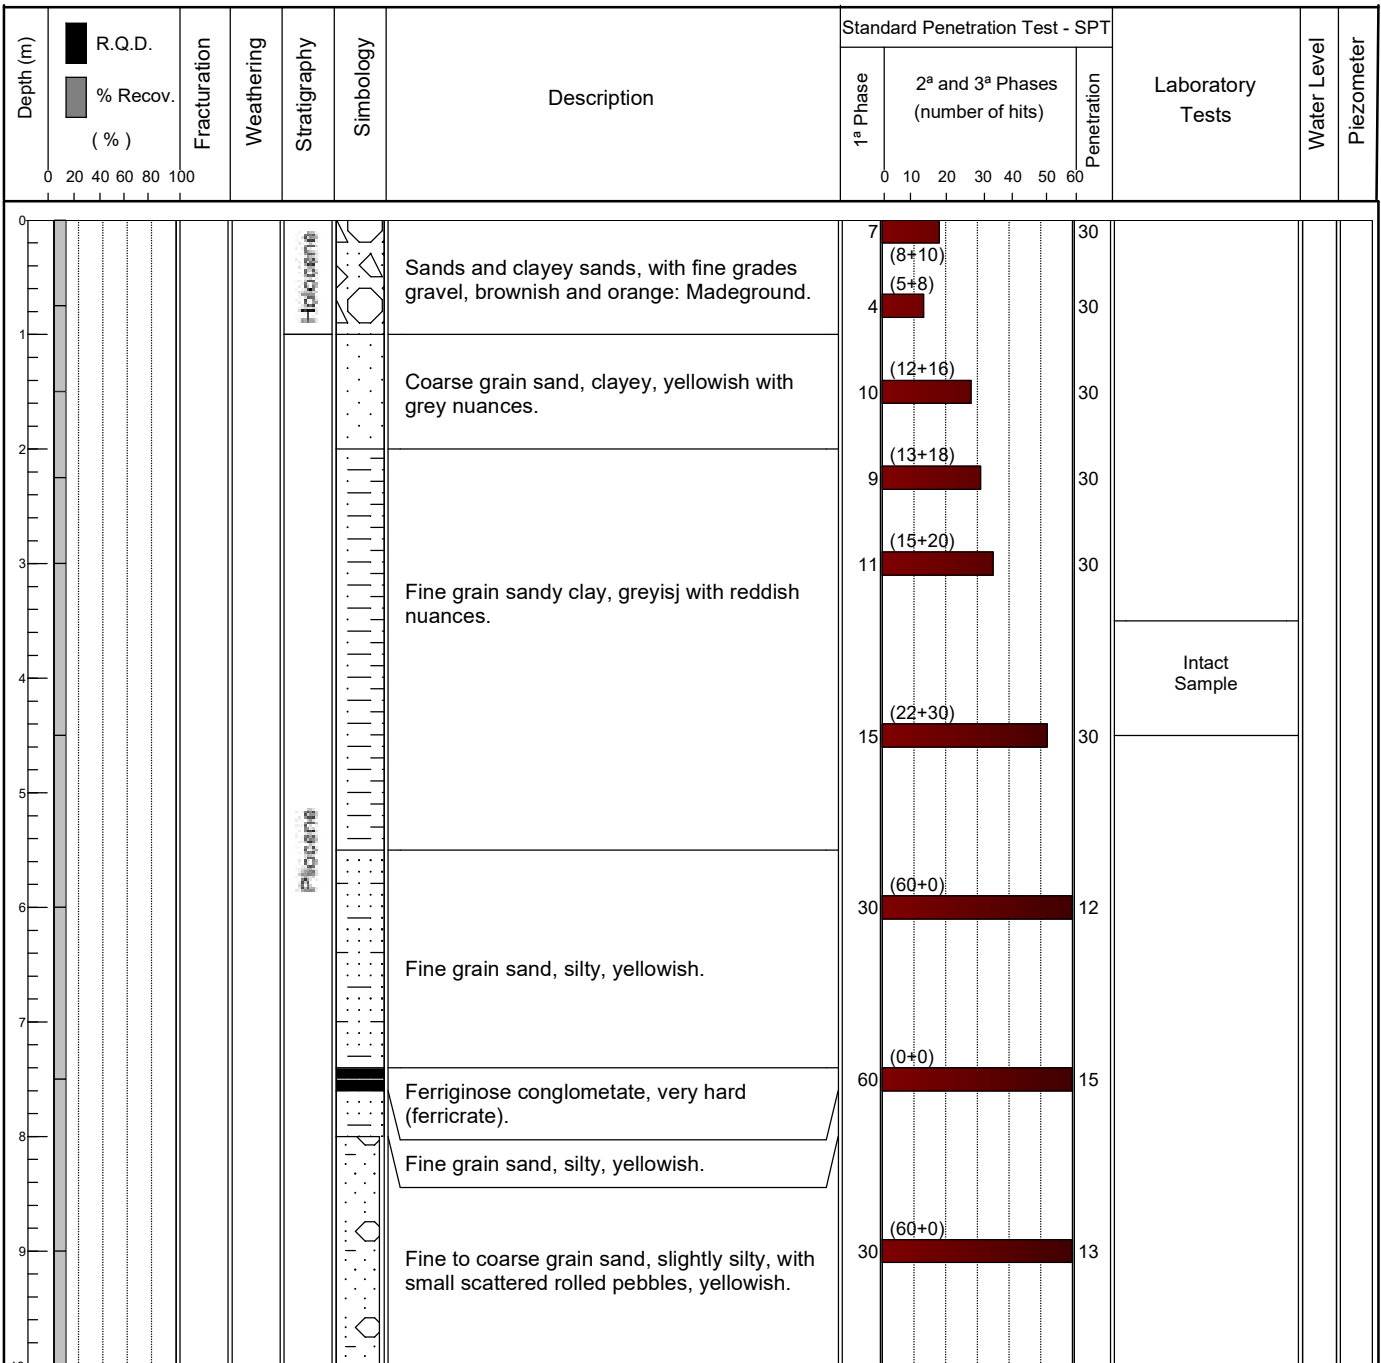 Depth (m)
R.Q.D.
% Recov.
( % )
0 20 40 60 80 100
Fracturation
Weathering
Stratigraphy
Simbology
Description
Standard Penetration Test - SPT
1ª Phase
2ª and 3ª Phases
(number of hits)
0 10 20 30 40 50 60
Penetration
Laboratory
Tests
Water Level
Piezometer
0
Holocene
Sands and clayey sands, with fine grades
gravel, brownish and orange: Madeground.
7
(8+10)
30
(5+8)
4
30
1
Coarse grain sand, clayey, yellowish with
grey nuances.
(12+16)
10
30
2
(13+18)
9
30
(15+20)
11
30
3
Fine grain sandy clay, greyisj with reddish
nuances.
Intact
Sample
4
(22+30)
15
30
5
Pliocene
(60+0)
30
12
6
Fine grain sand, silty, yellowish.
7
(0+0)
60
15
Ferriginose conglometate, very hard
(ferricrate).
8
Fine grain sand, silty, yellowish.
(60+0)
30
13
9
Fine to coarse grain sand, slightly silty, with
small scattered rolled pebbles, yellowish.